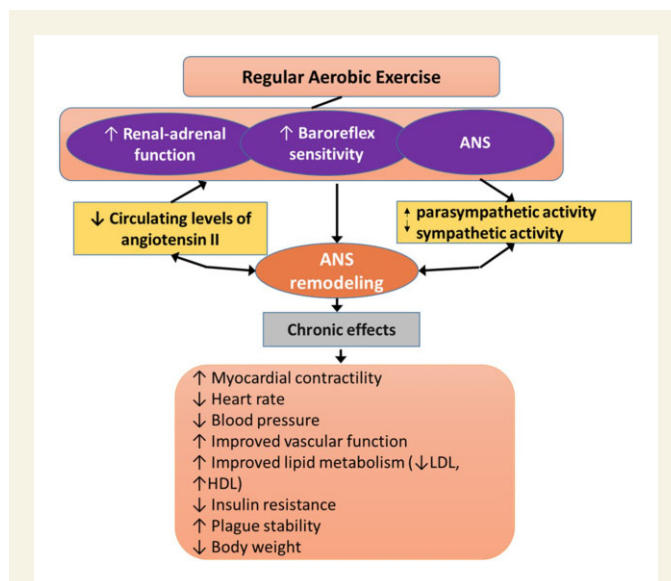 Regular Aerobic Exercise
↑ Renal-adrenal
function
↑ Baroreflex
sensitivity
ANS
↓ Circulating levels of
angiotensin II
↑ parasympathetic activity
↓ sympathetic activity
ANS
remodeling
Chronic effects
↑ Myocardial contractility
↓ Heart rate
↓ Blood pressure
↑ Improved vascular function
↑ Improved lipid metabolism (↓LDL,
↑HDL)
↓ Insulin resistance
↑ Plague stability
↓ Body weight